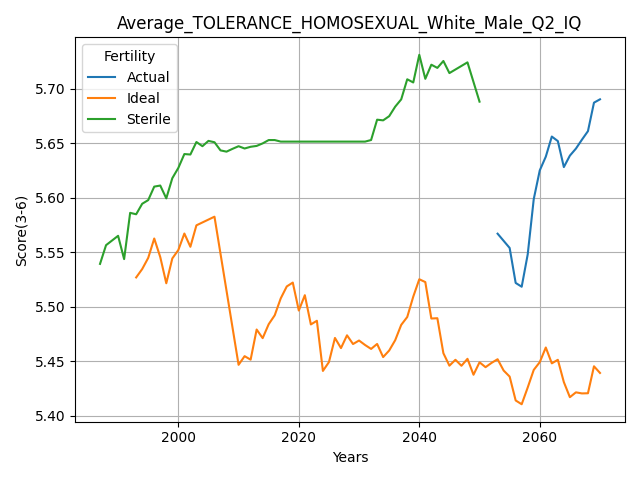 Average_TOLERANCE_HOMOSEXUAL_White_Male_Q2_IQ
Fertility
Actual
Ideal
Sterile
Score(3-6)
5.70
5.65
5.60
5.55
5.50
5.45
5.40
2000
2020
2040
2060
Years